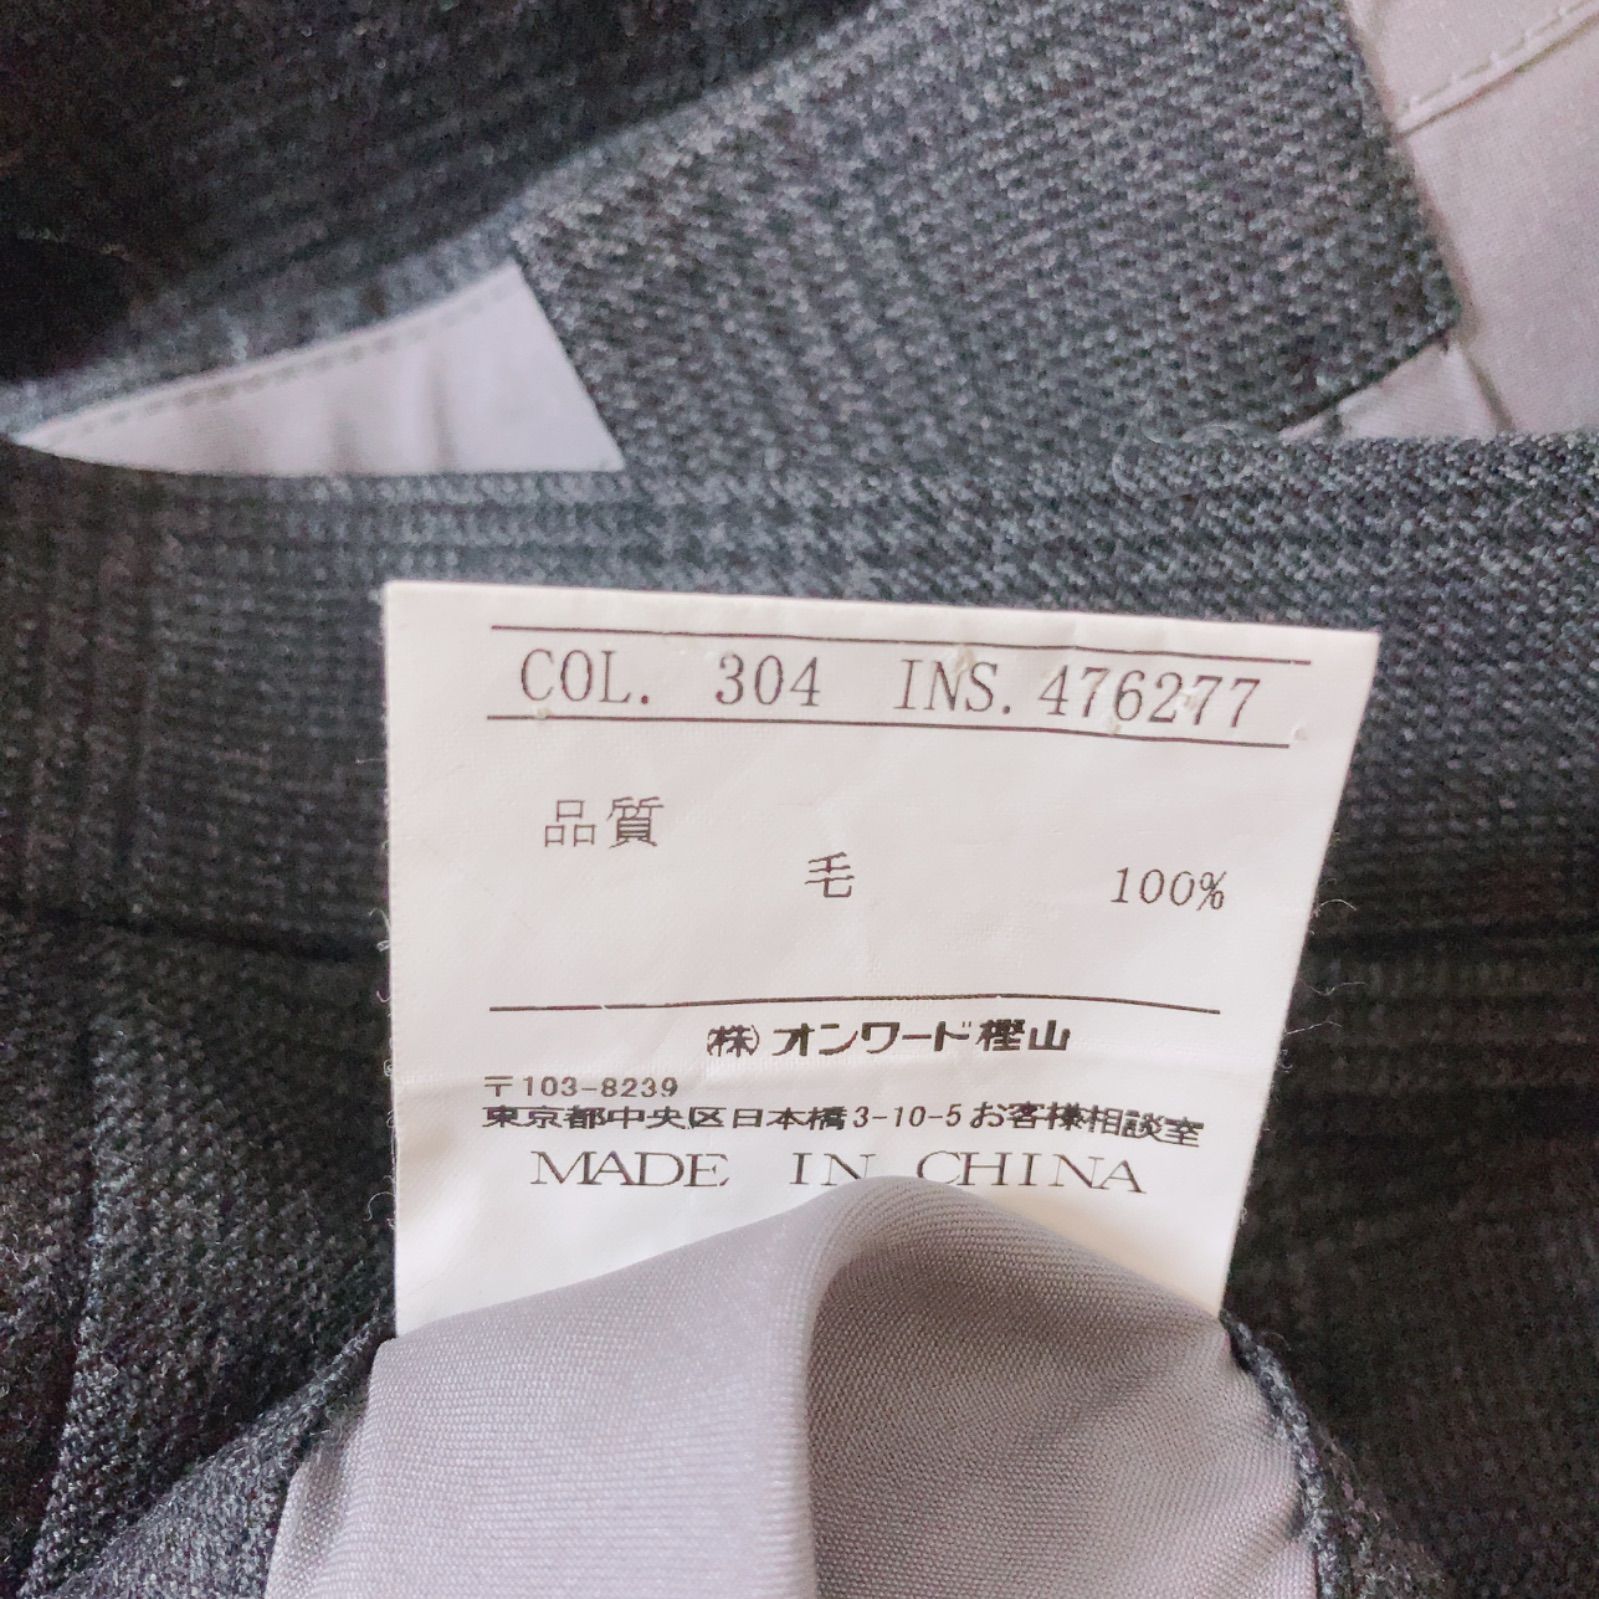 COL. 304 INS. 476277
品質
毛 100%
㈱オンワード樫山
〒103-8239
東京都中央区日本橋3-10-5お客様相談室
MADE IN CHINA